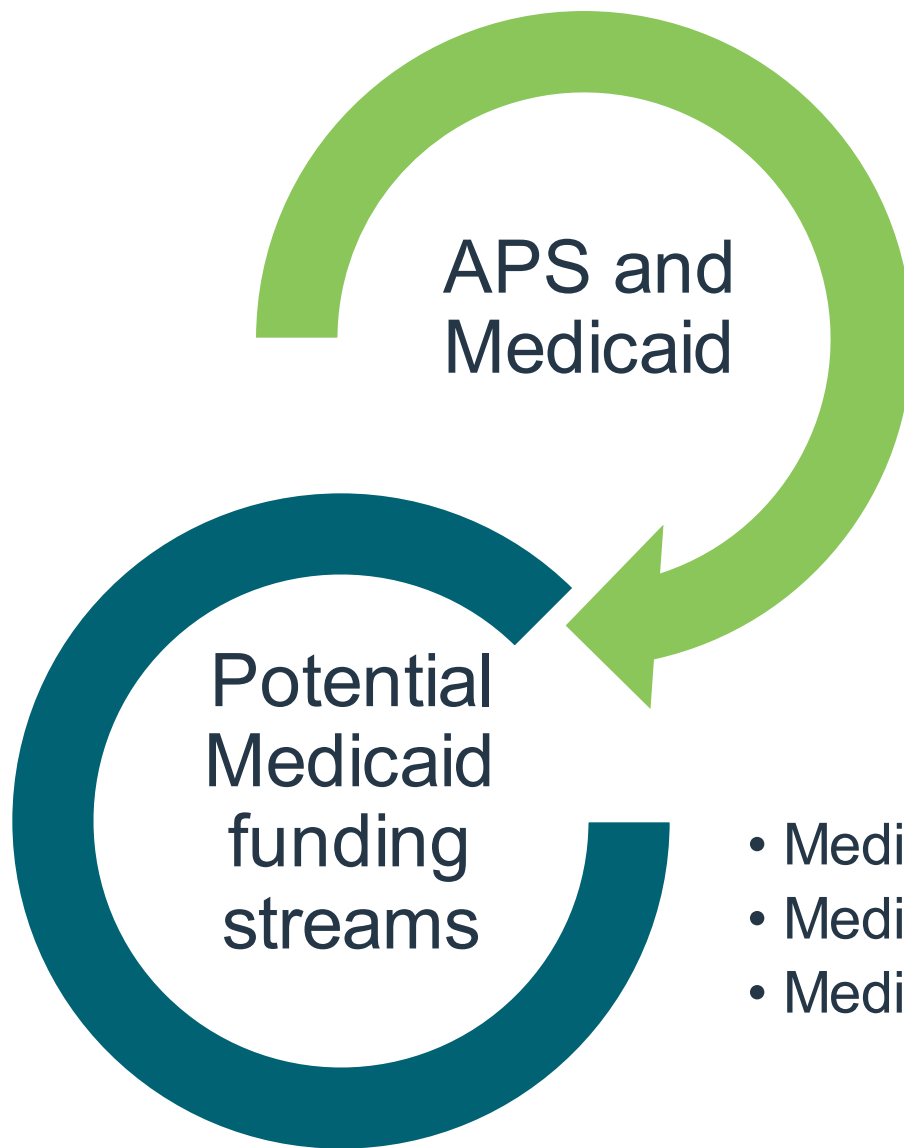 APS and
Medicaid
Potential
Medicaid
funding
streams
• Medi
• Medi
• Medi